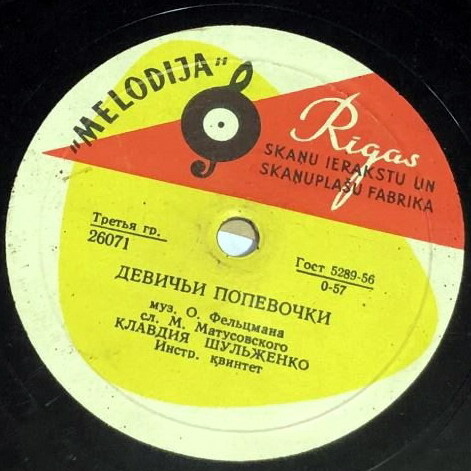 „MELODIJA”
Rīgas
SKAŅU IERAKSTU UN
SKAŅUPLAŠU FABRIKA
Третья гр.
26071
Гост 5289-56
0-57
ДЕВИЧЬИ ПОПЕВОЧКИ
муз. О. Фельцмана
сл. М. Матусовского
КЛАВДИЯ ШУЛЬЖЕНКО
Инстр. квинтет